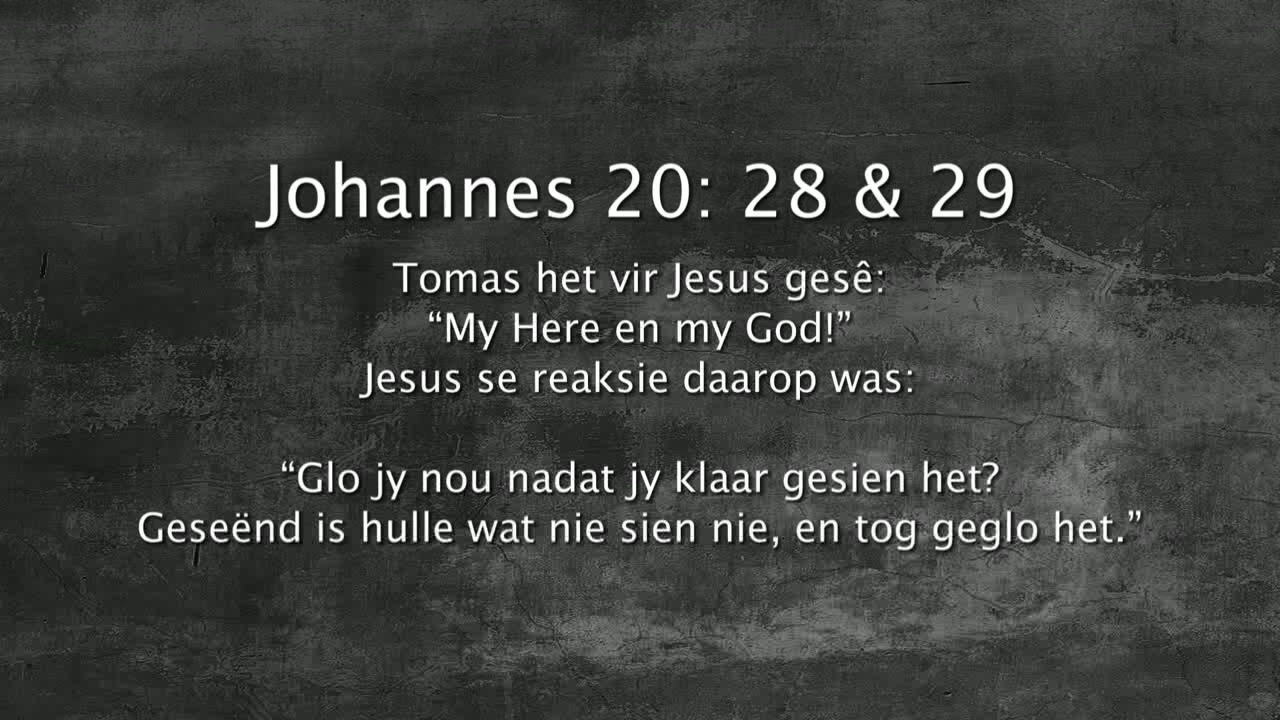 Johannes 20: 28 & 29
Tomas het vir Jesus gesê:
“My Here en my God!”
Jesus se reaksie daarop was:
“Glo jy nou nadat jy klaar gesien het?
Geseënd is hulle wat nie sien nie, en tog geglo het.”